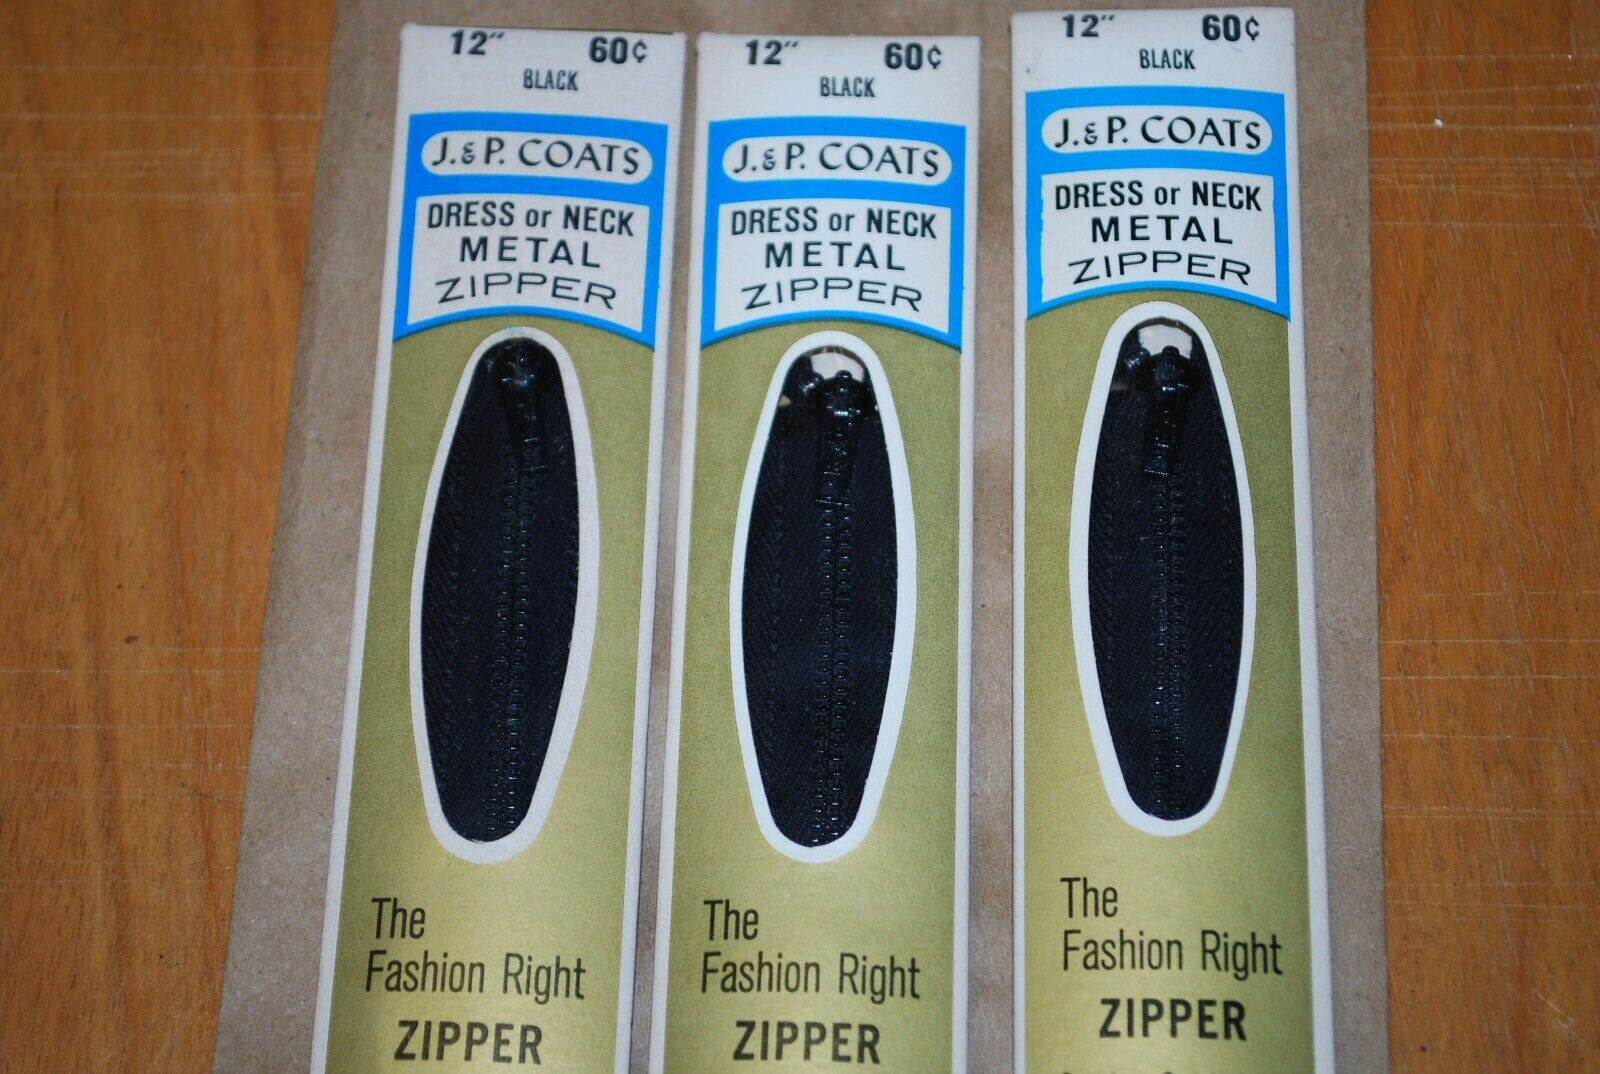 12" 60¢
BLACK
J. & P. COATS
DRESS or NECK
METAL
ZIPPER
The
Fashion Right
ZIPPER
12" 60¢
BLACK
J. & P. COATS
DRESS or NECK
METAL
ZIPPER
The
Fashion Right
ZIPPER
12" 60¢
BLACK
J. & P. COATS
DRESS or NECK
METAL
ZIPPER
The
Fashion Right
ZIPPER